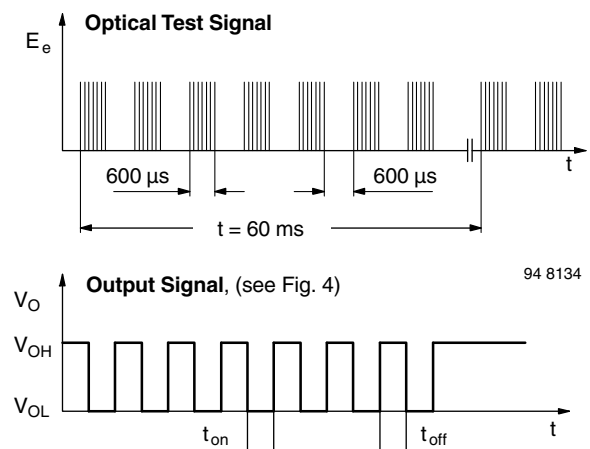 Optical Test Signal
E e
t
600 µs
600 µs
t = 60 ms
94 8134
Output Signal, (see Fig. 4)
V O
V OH
V OL
t on
t off
t